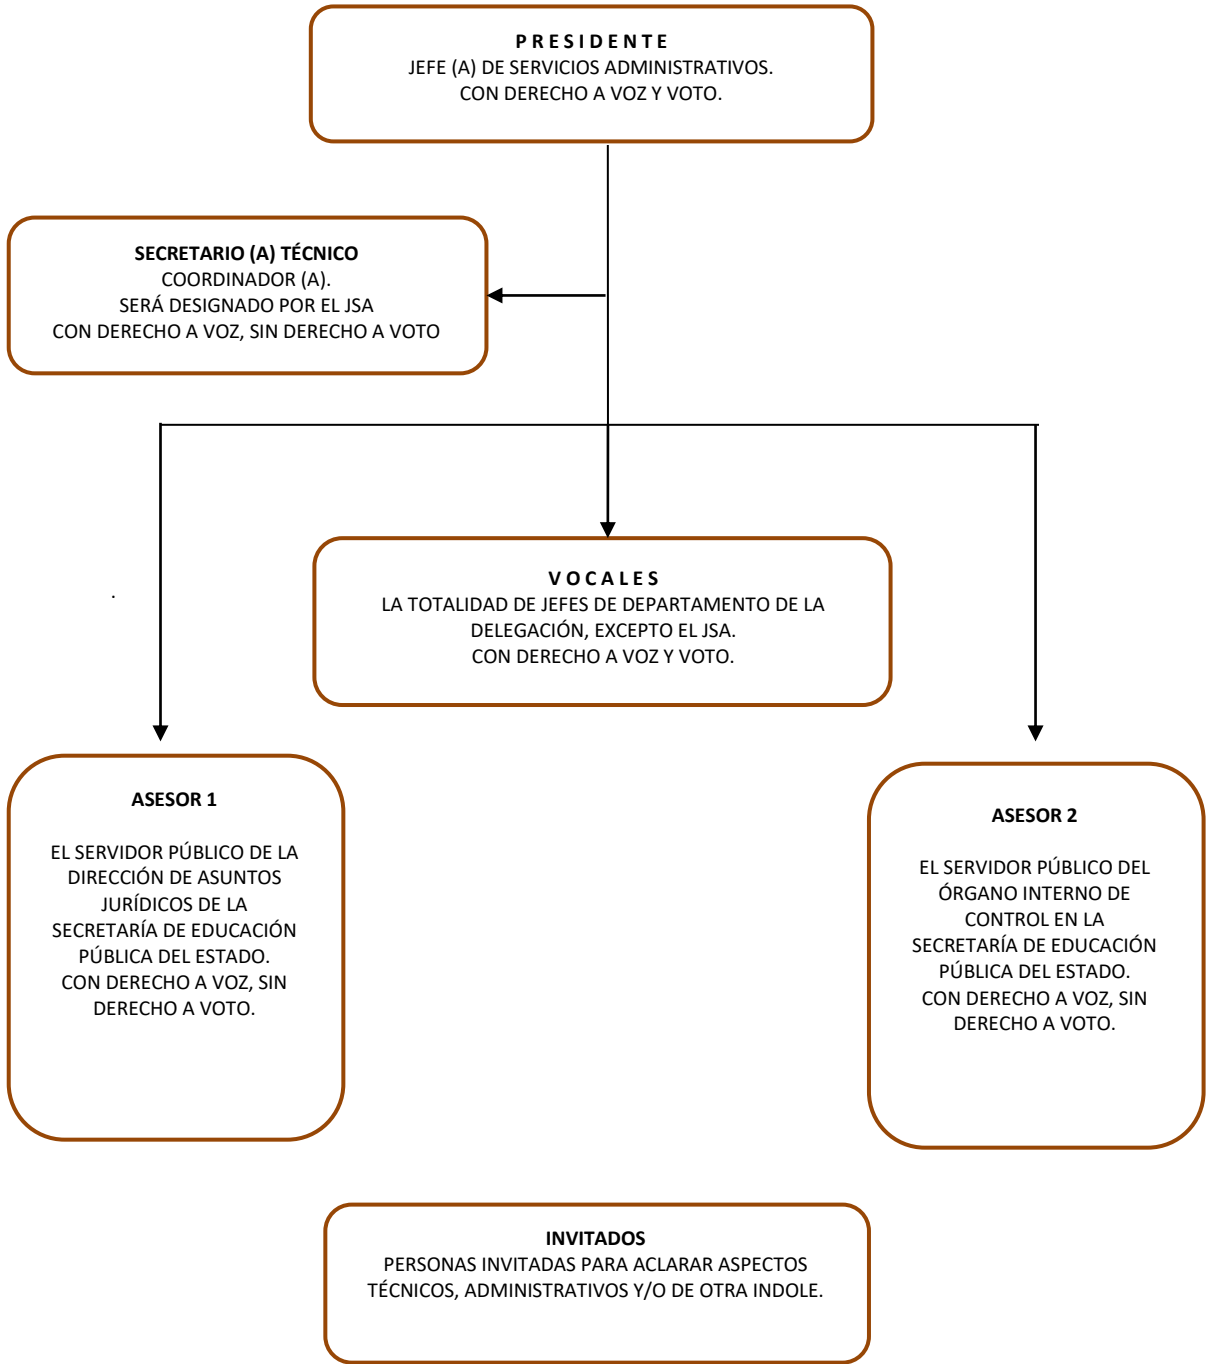 P R E S I D E N T E
JEFE (A) DE SERVICIOS ADMINISTRATIVOS.
CON DERECHO A VOZ Y VOTO.
SECRETARIO (A) TÉCNICO
COORDINADOR (A).
SERÁ DESIGNADO POR EL JSA
CON DERECHO A VOZ, SIN DERECHO A VOTO
V O C A L E S
LA TOTALIDAD DE JEFES DE DEPARTAMENTO DE LA
DELEGACIÓN, EXCEPTO EL JSA.
CON DERECHO A VOZ Y VOTO.
.
ASESOR 1
EL SERVIDOR PÚBLICO DE LA
DIRECCIÓN DE ASUNTOS
JURÍDICOS DE LA
SECRETARÍA DE EDUCACIÓN
PÚBLICA DEL ESTADO.
CON DERECHO A VOZ, SIN
DERECHO A VOTO.
ASESOR 2
EL SERVIDOR PÚBLICO DEL
ÓRGANO INTERNO DE
CONTROL EN LA
SECRETARÍA DE EDUCACIÓN
PÚBLICA DEL ESTADO.
CON DERECHO A VOZ, SIN
DERECHO A VOTO.
INVITADOS
PERSONAS INVITADAS PARA ACLARAR ASPECTOS
TÉCNICOS, ADMINISTRATIVOS Y/O DE OTRA INDOLE.